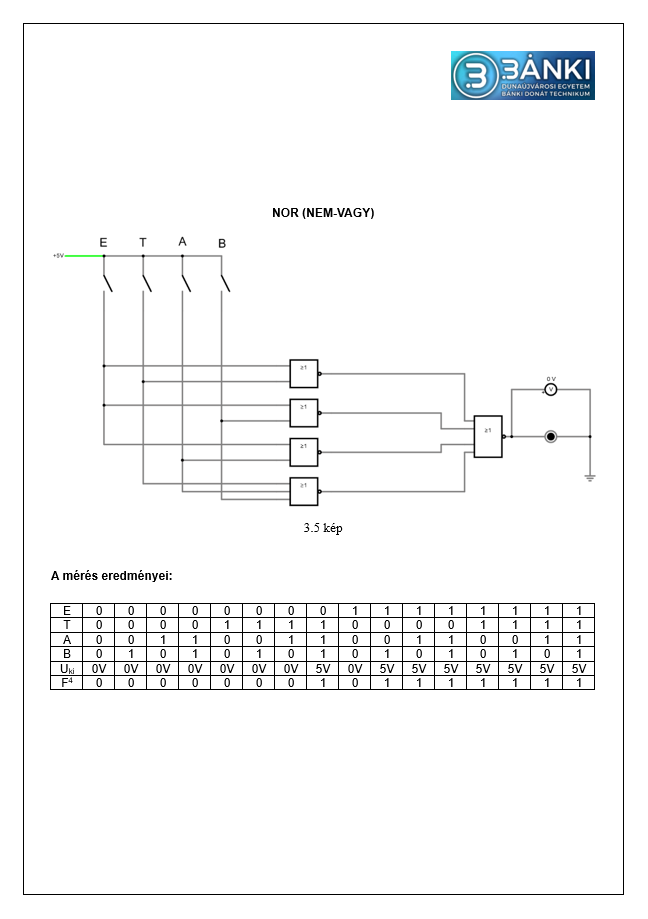 BÁNKI
DUNAÚJVÁROSI EGYETEM
BÁNKI DONÁT TECHNIKUM
NOR (NEM-VAGY)
E T A B
+5V
≥1
≥1
≥1
≥1
≥1
0 V
V
+
3.5 kép
A mérés eredményei:
E 0 0 0 0 0 0 0 0 1 1 1 1 1 1 1 1
T 0 0 0 0 1 1 1 1 0 0 0 0 1 1 1 1
A 0 0 1 1 0 0 1 1 0 0 1 1 0 0 1 1
B 0 1 0 1 0 1 0 1 0 1 0 1 0 1 0 1
Uki 0V 0V 0V 0V 0V 0V 0V 5V 0V 5V 5V 5V 5V 5V 5V 5V
F⁴ 0 0 0 0 0 0 0 1 0 1 1 1 1 1 1 1